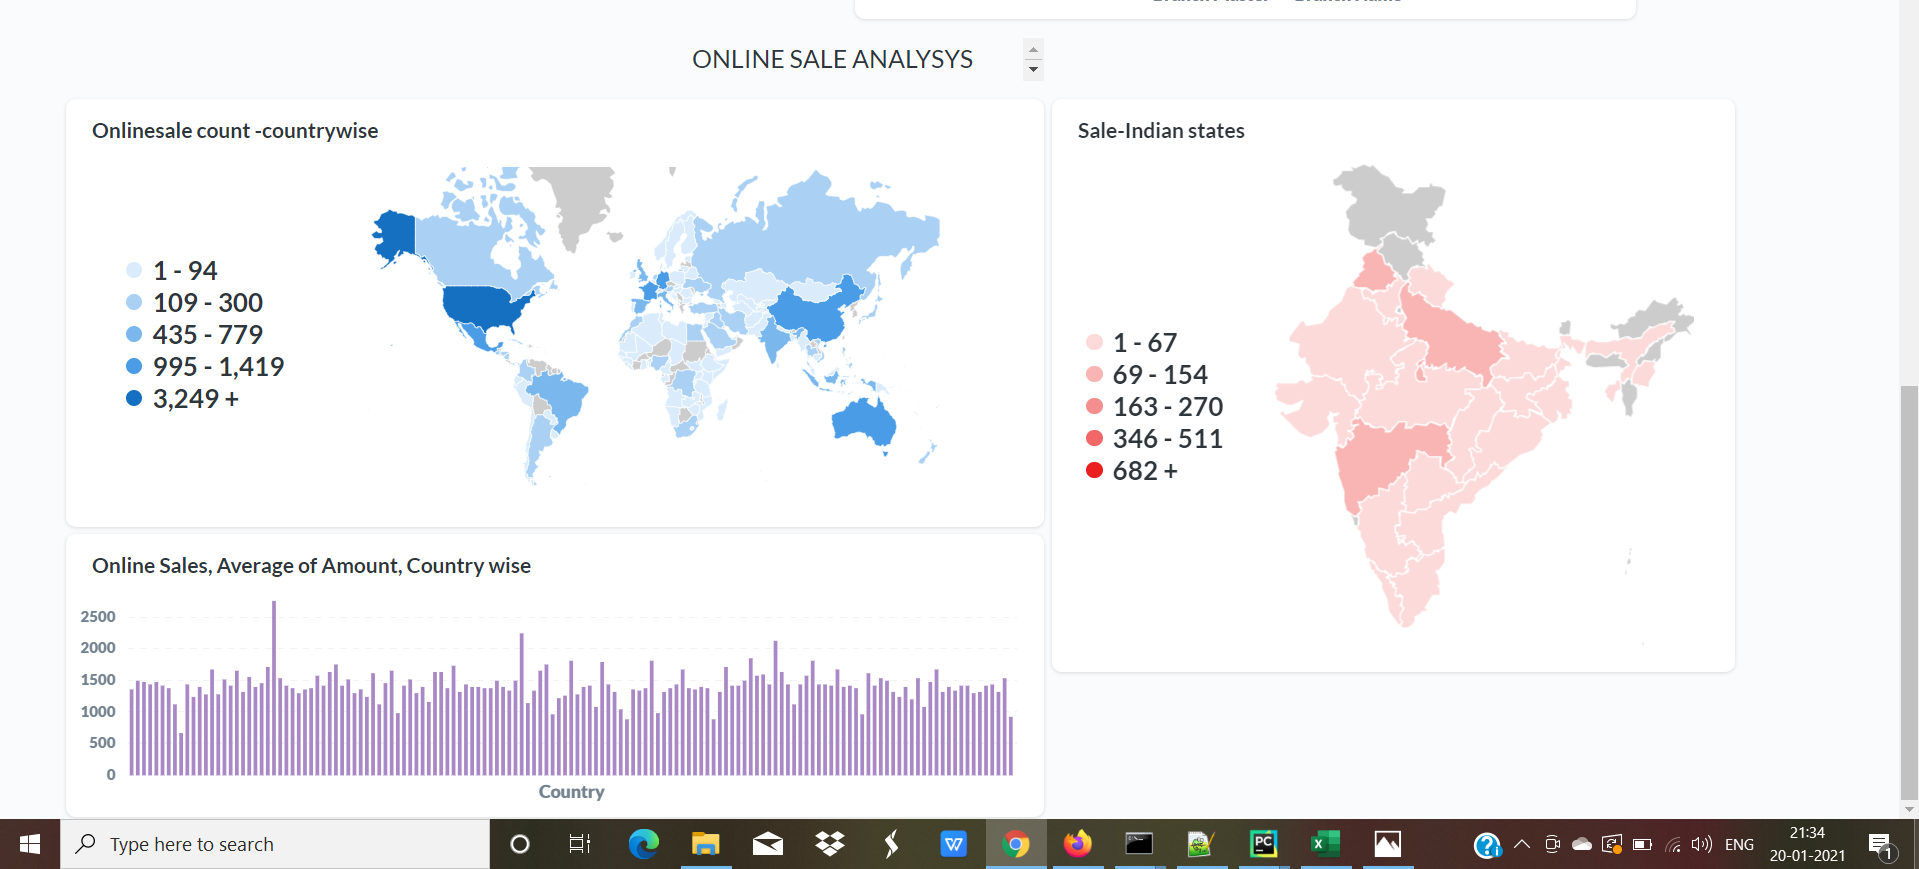 ONLINE SALE ANALYSYS
Onlinesale count -countrywise
1 - 94
109 - 300
435 - 779
995 - 1,419
3,249 +
Sale-Indian states
1 - 67
69 - 154
163 - 270
346 - 511
682 +
Online Sales, Average of Amount, Country wise
2500
2000
1500
1000
500
0
Country
Type here to search
PC
ENG
21:34
20-01-2021
1